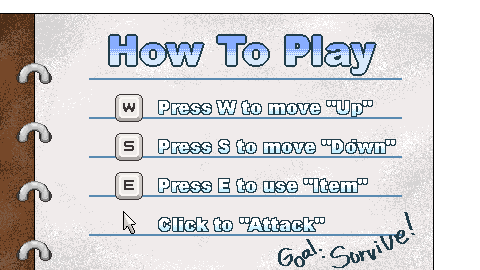 How To Play
W Press W to move "Up"
S Press S to move "Down"
E Press E to use "Item"
Click to "Attack"
Goal: Survive!